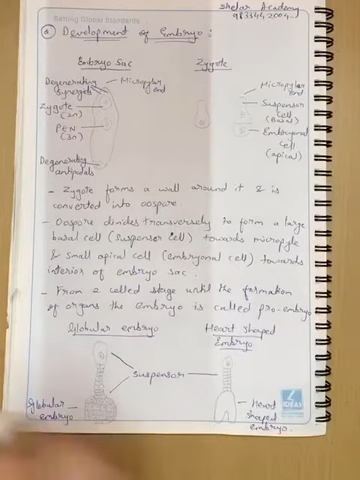 Setting Global Standards
Shelar Academy
9833442004
(a) Development of Embryo :
Embryo Sac
Zygote
Degenerating
Synergids
Micropylar
end
Zygote
(2n)
PEN
(3n)
Degenerating
antipodals
Micropylar
end
Suspensor
cell
(Basal)
Embryonal
Cell
(apical)
- Zygote forms a wall around it & is
converted into oospore.
- Oospore divides transversely to form a large
basal cell (suspensor cell) towards micropyle
& small apical cell (embryonal cell) towards
interior of embryo sac.
- From 2 celled stage until the formation
of organs the Embryo is called pro-embryo
Globular embryo
Heart shaped
Embryo
Suspensor
Globular
embryo
Heart
shaped
embryo.
IDEAS